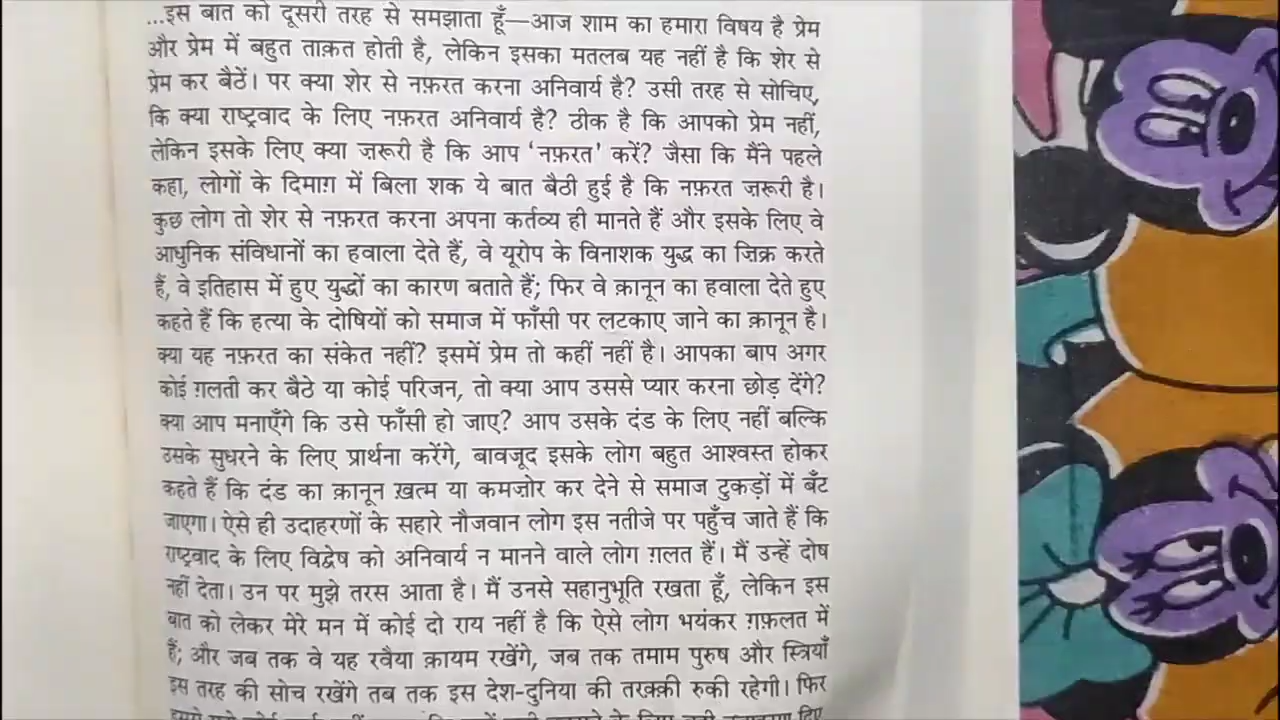 ...इस बात को दूसरी तरह से समझाता हूँ—आज शाम का हमारा विषय है प्रेम
और प्रेम में बहुत ताक़त होती है, लेकिन इसका मतलब यह नहीं है कि शेर से
प्रेम कर बैठें। पर क्या शेर से नफ़रत करना अनिवार्य है? उसी तरह से सोचिए,
कि क्या राष्ट्रवाद के लिए नफ़रत अनिवार्य है? ठीक है कि आपको प्रेम नहीं,
लेकिन इसके लिए क्या ज़रूरी है कि आप ‘नफ़रत’ करें? जैसा कि मैंने पहले
कहा, लोगों के दिमाग़ में बिला शक ये बात बैठी हुई है कि नफ़रत ज़रूरी है।
कुछ लोग तो शेर से नफ़रत करना अपना कर्तव्य ही मानते हैं और इसके लिए वे
आधुनिक संविधानों का हवाला देते हैं, वे यूरोप के विनाशक युद्ध का जिक्र करते
हैं, वे इतिहास में हुए युद्धों का कारण बताते हैं; फिर वे क़ानून का हवाला देते हुए
कहते हैं कि हत्या के दोषियों को समाज में फाँसी पर लटकाए जाने का क़ानून है।
क्या यह नफ़रत का संकेत नहीं? इसमें प्रेम तो कहीं नहीं है। आपका बाप अगर
कोई ग़लती कर बैठे या कोई परिजन, तो क्या आप उससे प्यार करना छोड़ देंगे?
क्या आप मनाएँगे कि उसे फाँसी हो जाए? आप उसके दंड के लिए नहीं बल्कि
उसके सुधरने के लिए प्रार्थना करेंगे, बावजूद इसके लोग बहुत आश्वस्त होकर
कहते हैं कि दंड का क़ानून ख़त्म या कमज़ोर कर देने से समाज टुकड़ों में बँट
जाएगा। ऐसे ही उदाहरणों के सहारे नौजवान लोग इस नतीजे पर पहुँच जाते हैं कि
राष्ट्रवाद के लिए विद्वेष को अनिवार्य न मानने वाले लोग ग़लत हैं। मैं उन्हें दोष
नहीं देता। उन पर मुझे तरस आता है। मैं उनसे सहानुभूति रखता हूँ, लेकिन इस
बात को लेकर मेरे मन में कोई दो राय नहीं है कि ऐसे लोग भयंकर ग़फ़लत में
हैं; और जब तक वे यह रवैया क़ायम रखेंगे, जब तक तमाम पुरुष और स्त्रियाँ
इस तरह की सोच रखेंगे तब तक इस देश-दुनिया की तरक़्क़ी रुकी रहेगी। फिर